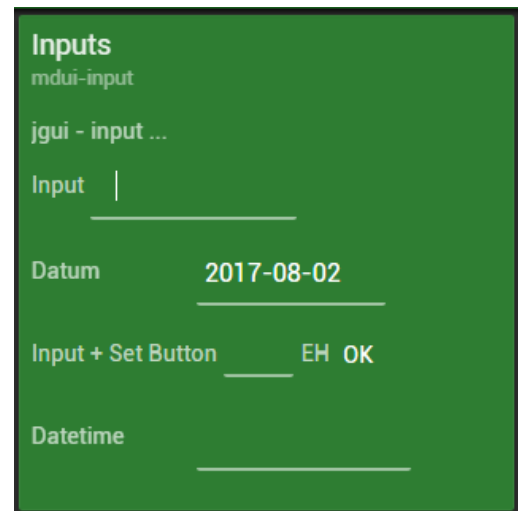 Inputs
mdui-input
jgui - input ...
Input
Datum 2017-08-02
Input + Set Button EH OK
Datetime